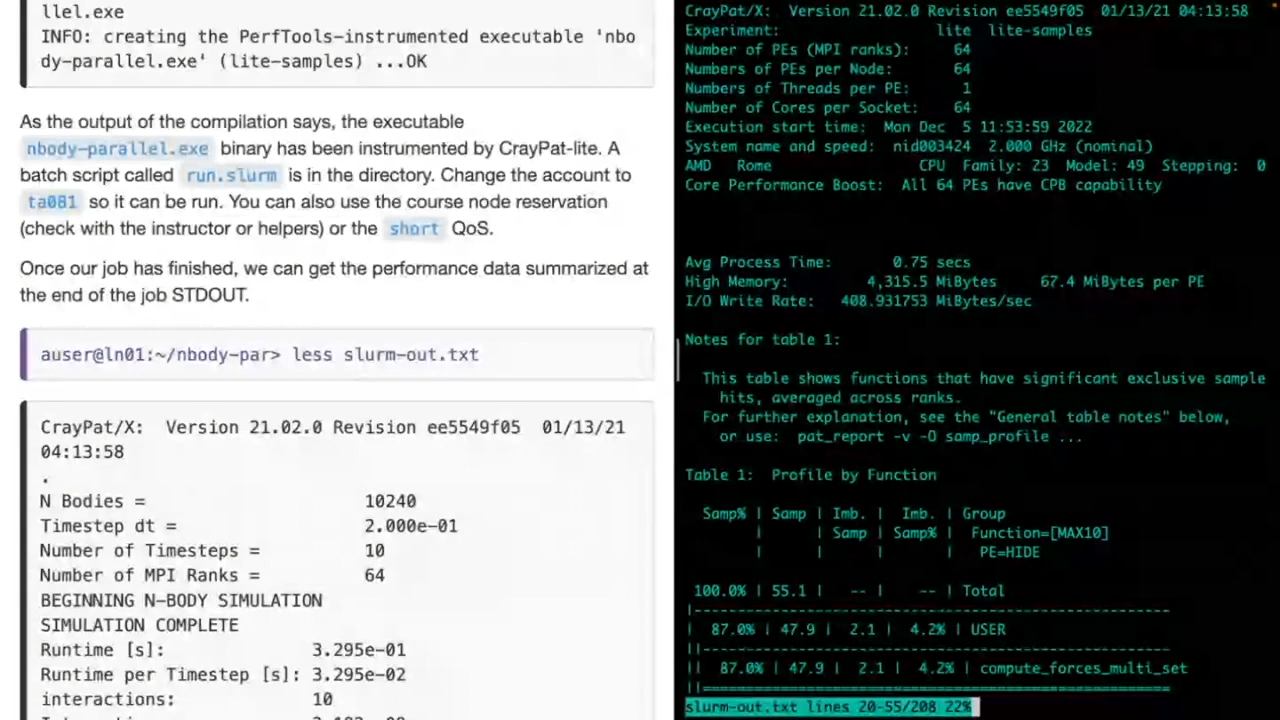 llel.exe
INFO: creating the PerfTools-instrumented executable 'nbo
dy-parallel.exe' (lite-samples) ...OK
As the output of the compilation says, the executable
nbody-parallel.exe binary has been instrumented by CrayPat-lite. A
batch script called run.slurm is in the directory. Change the account to
ta081 so it can be run. You can also use the course node reservation
(check with the instructor or helpers) or the short QoS.
Once our job has finished, we can get the performance data summarized at
the end of the job STDOUT.
auser@ln01:~/nbody-par> less slurm-out.txt
CrayPat/X:  Version 21.02.0 Revision ee5549f05  01/13/21
04:13:58
.
N Bodies =                     10240
Timestep dt =                  2.000e-01
Number of Timesteps =          10
Number of MPI Ranks =          64
BEGINNING N-BODY SIMULATION
SIMULATION COMPLETE
Runtime [s]:              3.295e-01
Runtime per Timestep [s]: 3.295e-02
interactions:             10
CrayPat/X:  Version 21.02.0 Revision ee5549f05  01/13/21 04:13:58
Experiment:                  lite  lite-samples
Number of PEs (MPI ranks):     64
Numbers of PEs per Node:       64
Numbers of Threads per PE:      1
Number of Cores per Socket:    64
Execution start time:  Mon Dec  5 11:53:59 2022
System name and speed:  nid003424  2.000 GHz (nominal)
AMD   Rome                 CPU  Family: 23  Model: 49  Stepping:  0
Core Performance Boost:  All 64 PEs have CPB capability
Avg Process Time:       0.75 secs
High Memory:         4,315.5 MiBytes     67.4 MiBytes per PE
I/O Write Rate:   408.931753 MiBytes/sec
Notes for table 1:
This table shows functions that have significant exclusive sample
hits, averaged across ranks.
For further explanation, see the "General table notes" below,
or use:  pat_report -v -O samp_profile ...
Table 1:  Profile by Function
Samp% | Samp | Imb. |  Imb. | Group
|      | Samp | Samp% |  Function=[MAX10]
|      |      |       |   PE=HIDE
100.0% | 55.1 |   -- |    -- | Total
|-------------------------------------------------------
|  87.0% | 47.9 |  2.1 |  4.2% | USER
||------------------------------------------------------
||  87.0% | 47.9 |  2.1 |  4.2% | compute_forces_multi_set
||======================================================
slurm-out.txt lines 20-55/208 22%